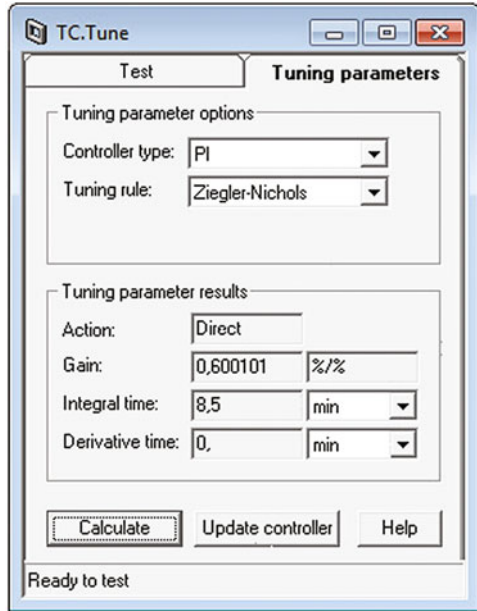 TC.Tune
Test Tuning parameters
Tuning parameter options
Controller type: PI
Tuning rule: Ziegler-Nichols
Tuning parameter results
Action: Direct
Gain: 0,600101 %/%
Integral time: 8,5 min
Derivative time: 0, min
Calculate Update controller Help
Ready to test